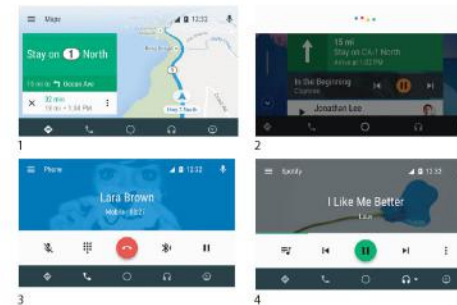 Maps 12:32
Stay on 1 North
Ocean Ave
32 min
1
15 mi
Stay on CA-1 North
In the Beginning
Jonathan Lee
2
Phone 12:32
Lara Brown
Mobile
3
Spotify 12:32
I Like Me Better
Lauv
4